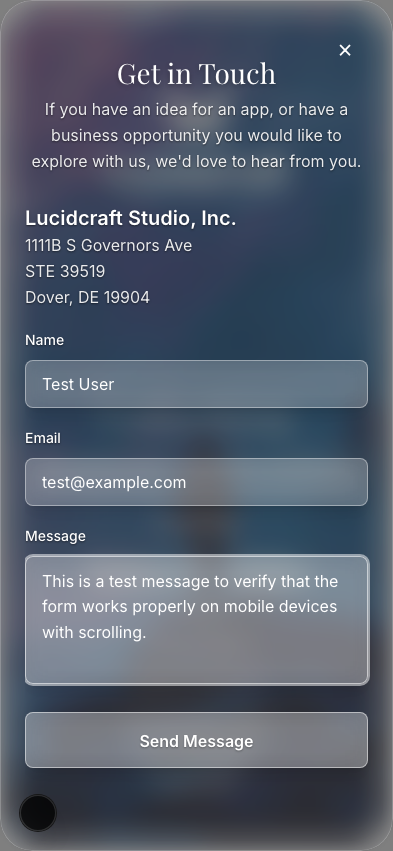 Get in Touch
If you have an idea for an app, or have a
business opportunity you would like to
explore with us, we'd love to hear from you.
Lucidcraft Studio, Inc.
1111B S Governors Ave
STE 39519
Dover, DE 19904
Name
Test User
Email
test@example.com
Message
This is a test message to verify that the
form works properly on mobile devices
with scrolling.
Send Message